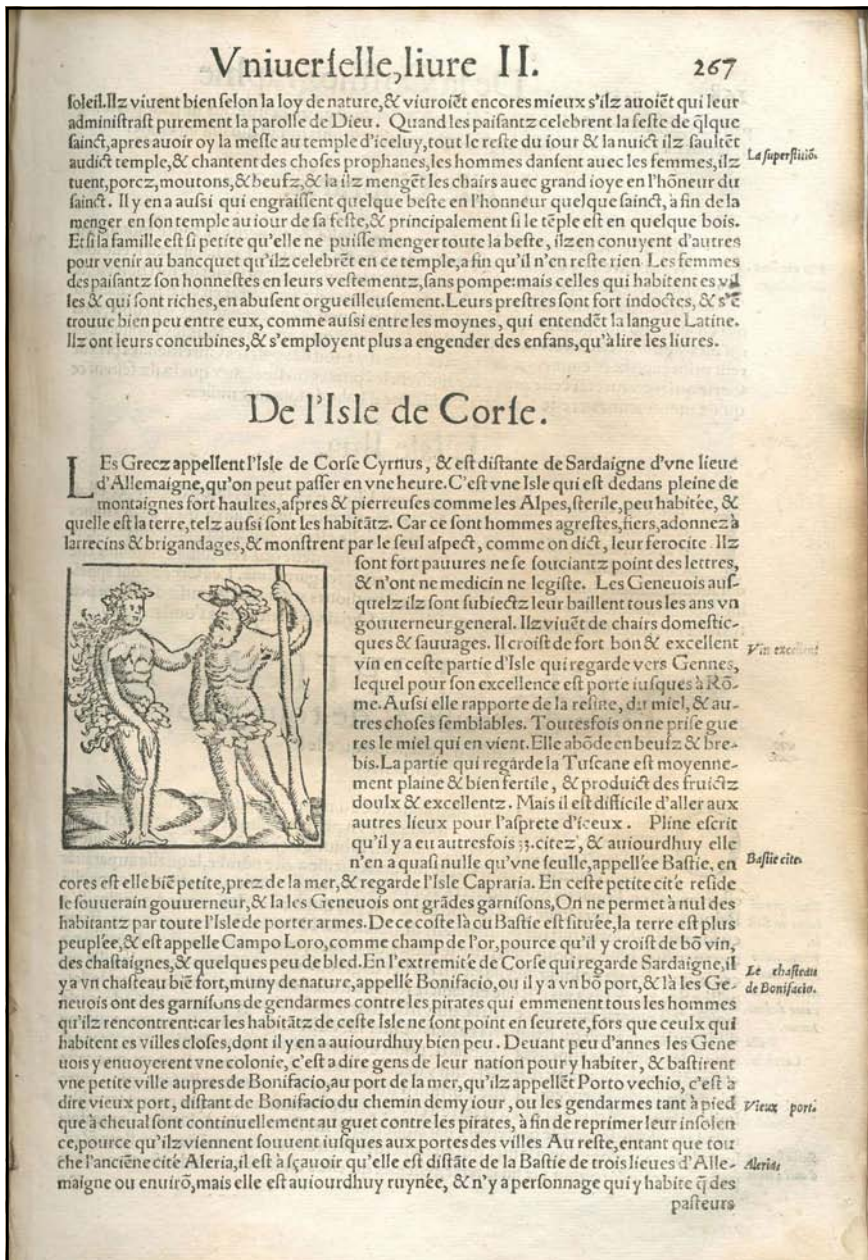 Vniuerſelle, liure II. 267
ſoleil. Ilz viuent bien ſelon la loy de nature, & viuroiẽt encores mieux s'ilz auoiẽt qui leur
adminiſtraſt purement la parolle de Dieu. Quand les paiſantz celebrent la feſte de q̃lque
ſainct, apres auoir oy la meſſe au temple d'iceluy, tout le reſte du iour & la nuict ilz ſaultẽt
audict temple, & chantent des choſes prophanes, les hommes danſent auec les femmes, ilz
La ſuperſtitiõ.
tuent, porcz, moutons, & beufz, & la ilz mengẽt les chairs auec grand ioye en l'hõneur du
ſainct. Il y en a auſſi qui engraiſſent quelque beſte en l'honneur quelque ſainct, à fin de la
menger en ſon temple au iour de ſa feſte, & principalement ſi le tẽple eſt en quelque bois.
Et ſi la famille eſt ſi petite qu'elle ne puiſſe menger toute la beſte, ilz en conuyent d'autres
pour venir au bancquet qu'ilz celebrẽt en ce temple, a fin qu'il n'en reſte rien Les femmes
des paiſantz ſon honneſtes en leurs veſtementz, ſans pompe: mais celles qui habitent es vil
les & qui ſont riches, en abuſent orgueilleuſement. Leurs preſtres ſont fort indoctes, & s'ẽ
trouue bien peu entre eux, comme auſſi entre les moynes, qui entendẽt la langue Latine.
Ilz ont leurs concubines, & s'employent plus a engender des enfans, qu'à lire les liures.
De l'Isle de Corſe.
LEs Grecz appellent l'Isle de Corſe Cyrnus, & eſt diſtante de Sardaigne d'vne lieue
d'Allemaigne, qu'on peut paſſer en vne heure. C'eſt vne Isle qui eſt dedans pleine de
montaignes fort haultes, aſpres & pierreuſes comme les Alpes, ſterile, peu habitée, &
quelle eſt la terre, telz auſſi ſont les habitãtz. Car ce ſont hommes agreſtes, fiers, adonnez à
larrecins & brigandages, & monſtrent par le ſeul aſpect, comme on dict, leur ferocite. Ilz
ſont fort pauures ne ſe ſouciantz point des lettres,
& n'ont ne medicin ne legiſte. Les Geneuois auſ-
quelz ilz ſont ſubiectz leur baillent tous les ans vn
gouuerneur general. Ilz viuẽt de chairs domeſtic-
ques & ſauuages. Il croiſt de fort bon & excellent
Vin excellent
vin en ceſte partie d'Isle qui regarde vers Gennes,
lequel pour ſon excellence eſt porte iuſques à Rõ-
me. Auſſi elle rapporte de la reſine, du miel, & au-
tres choſes ſemblables. Toutesfois on ne priſe gue
res le miel qui en vient. Elle abõde en beufz & bre-
bis. La partie qui regarde la Tuſcane eſt moyenne-
ment plaine & bien fertile, & produict des fruictz
doulx & excellentz. Mais il eſt difficile d'aller aux
autres lieux pour l'aſprete d'iceux. Pline eſcrit
qu'il y a eu autresfois 33. citez, & auiourdhuy elle
n'en a quaſi nulle qu'vne ſeulle, appellée Baſtie, en
Baſtie cite.
cores eſt elle biẽ petite, prez de la mer, & regarde l'Isle Capraria. En ceſte petite cité reſide
le ſouuerain gouuerneur, & la les Geneuois ont grãdes garniſons, On ne permet à nul des
habitantz par toute l'Isle de porter armes. De ce coſte là cu Baſtie eſt ſituée, la terre eſt plus
peuplée, & eſt appelle Campo Loro, comme champ de l'or, pource qu'il y croiſt de bõ vin,
des chaſtaignes, & quelques peu de bled. En l'extremité de Corſe qui regarde Sardaigne, il
Le chaſteau
y a vn chaſteau biẽ fort, muny de nature, appellé Bonifacio, ou il y a vn bõ port, & là les Ge-
de Bonifacio.
neuois ont des garniſons de gendarmes contre les pirates qui emmenent tous les hommes
qu'ilz rencontrent: car les habitãtz de ceſte Isle ne ſont point en ſeurete, fors que ceulx qui
habitent es villes cloſes, dont il y en a auiourdhuy bien peu. Deuant peu d'annes les Gene
uois y enuoyerent vne colonie, c'eſt a dire gens de leur nation pour y habiter, & baſtirent
vne petite ville aupres de Bonifacio, au port de la mer, qu'ilz appellẽt Porto vechio, c'eſt à
dire vieux port, diſtant de Bonifacio du chemin demy iour, ou les gendarmes tant à pied
Vieux port.
que à cheual ſont continuellement au guet contre les pirates, à fin de reprimer leur inſolen
ce, pource qu'ilz viennent ſouuent iuſques aux portes des villes Au reſte, entant que tou
che l'anciẽne cité Aleria, il eſt à ſçauoir qu'elle eſt diſtãte de la Baſtie de trois lieues d'Alle-
Aleria.
maigne ou enuirõ, mais elle eſt auiourdhuy ruynée, & n'y a perſonnage qui y habite q̃ des
paſteurs